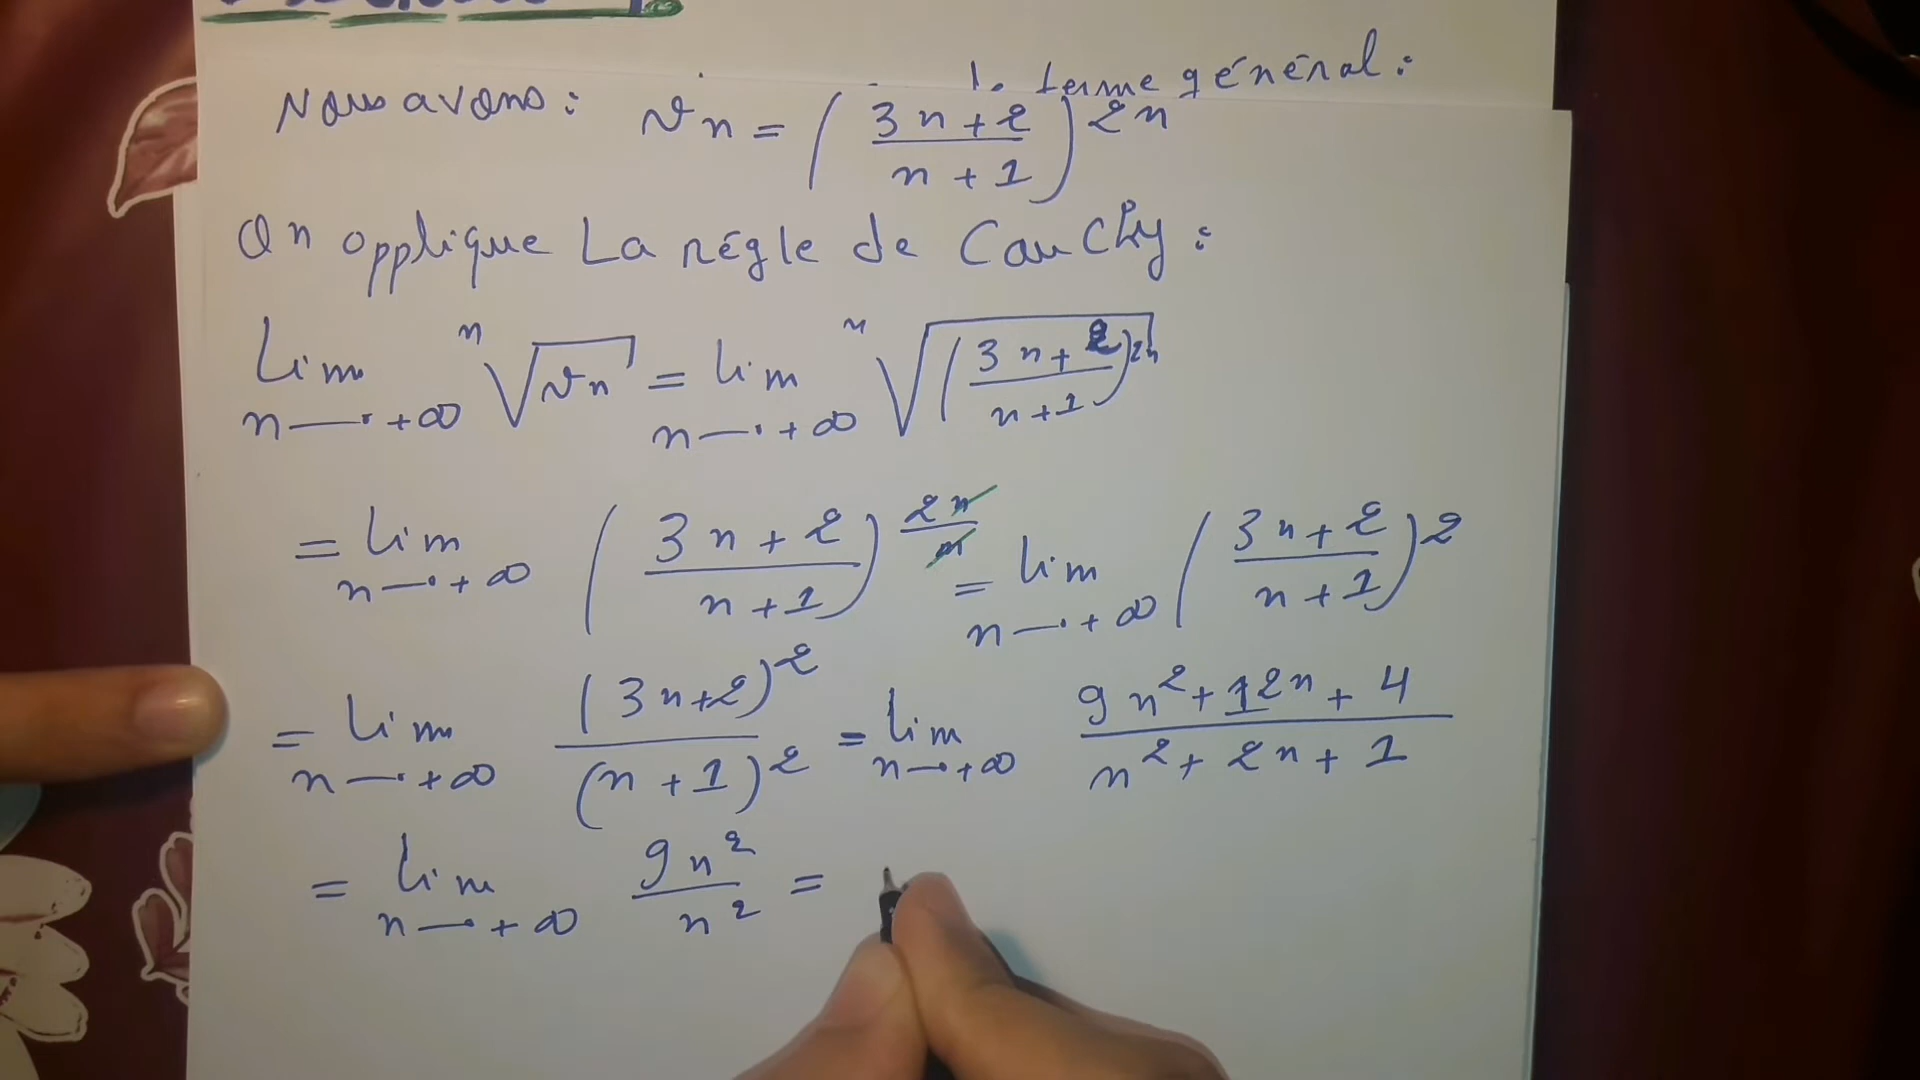 le terme général :
Nous avons : vn = (3n+2 / n+1)^2n
On applique La régle de Cauchy :
lim n→+∞ ⁿ√vn = lim n→+∞ ⁿ√(3n+2 / n+1)^2n
= lim n→+∞ (3n+2 / n+1)^2n/n = lim n→+∞ (3n+2 / n+1)^2
= lim n→+∞ (3n+2)^2 / (n+1)^2 = lim n→+∞ 9n^2+12n+4 / n^2+2n+1
= lim n→+∞ 9n^2 / n^2 =